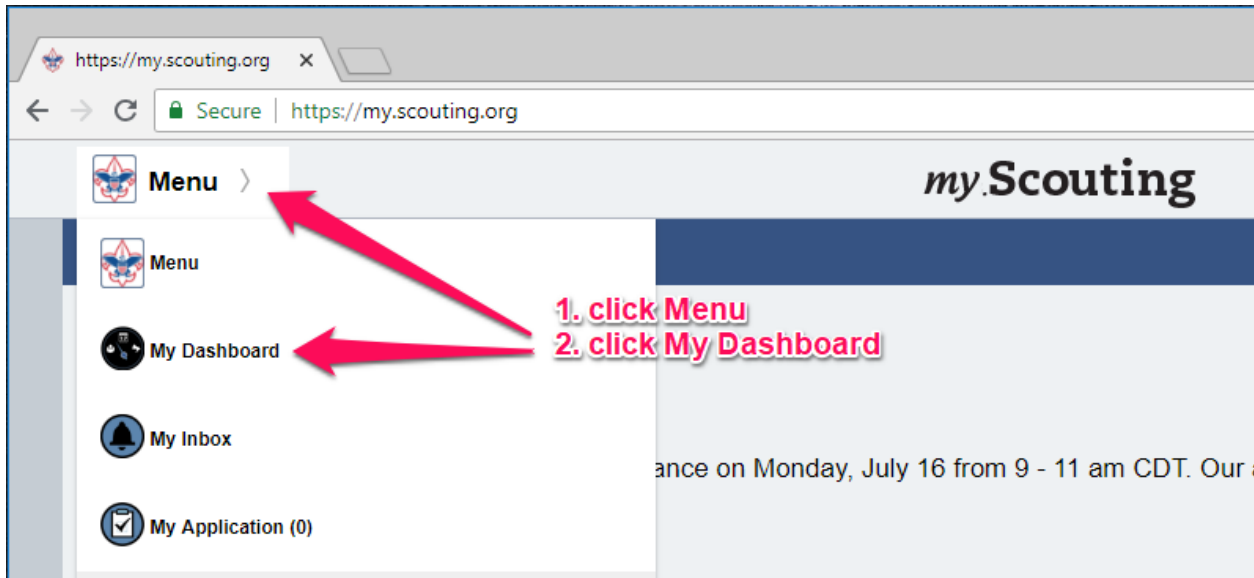 https://my.scouting.org
Secure | https://my.scouting.org
Menu
my.Scouting
Menu
1. click Menu
2. click My Dashboard
My Dashboard
My Inbox
ance on Monday, July 16 from 9 - 11 am CDT. Our
My Application (0)